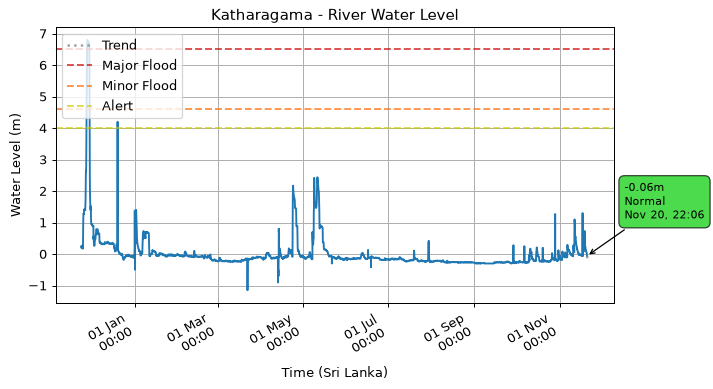 Katharagama - River Water Level
7
6
5
4
3
2
1
0
−1
Water Level (m)
Trend
Major Flood
Minor Flood
Alert
-0.06m
Normal
Nov 20, 22:06
01 Jan
00:00
01 Mar
00:00
01 May
00:00
01 Jul
00:00
01 Sep
00:00
01 Nov
00:00
Time (Sri Lanka)